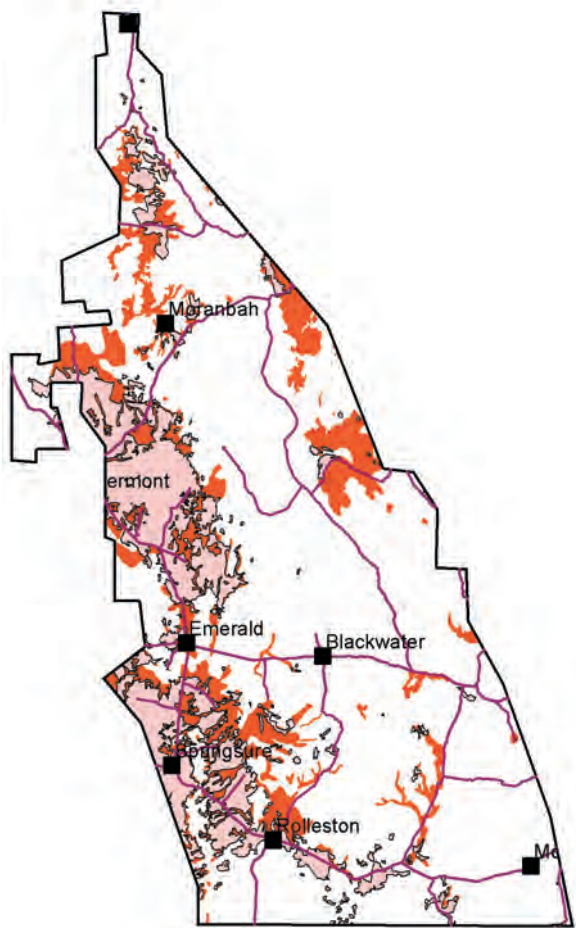 Moranbah
ermont
Emerald
Blackwater
Springsure
Rolleston
Mo